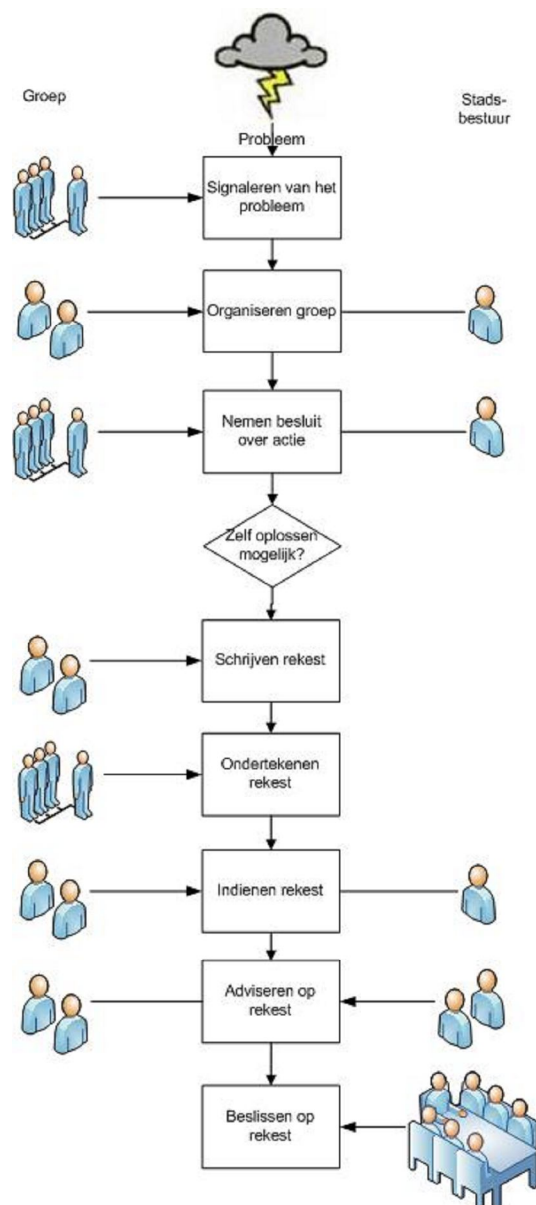 Groep
Stads-
bestuur
Probleem
Signaleren van het
probleem
Organiseren groep
Nemen besluit
over actie
Zelf oplossen
mogelijk?
Schrijven rekest
Ondertekenen
rekest
Indienen rekest
Adviseren op
rekest
Beslissen op
rekest